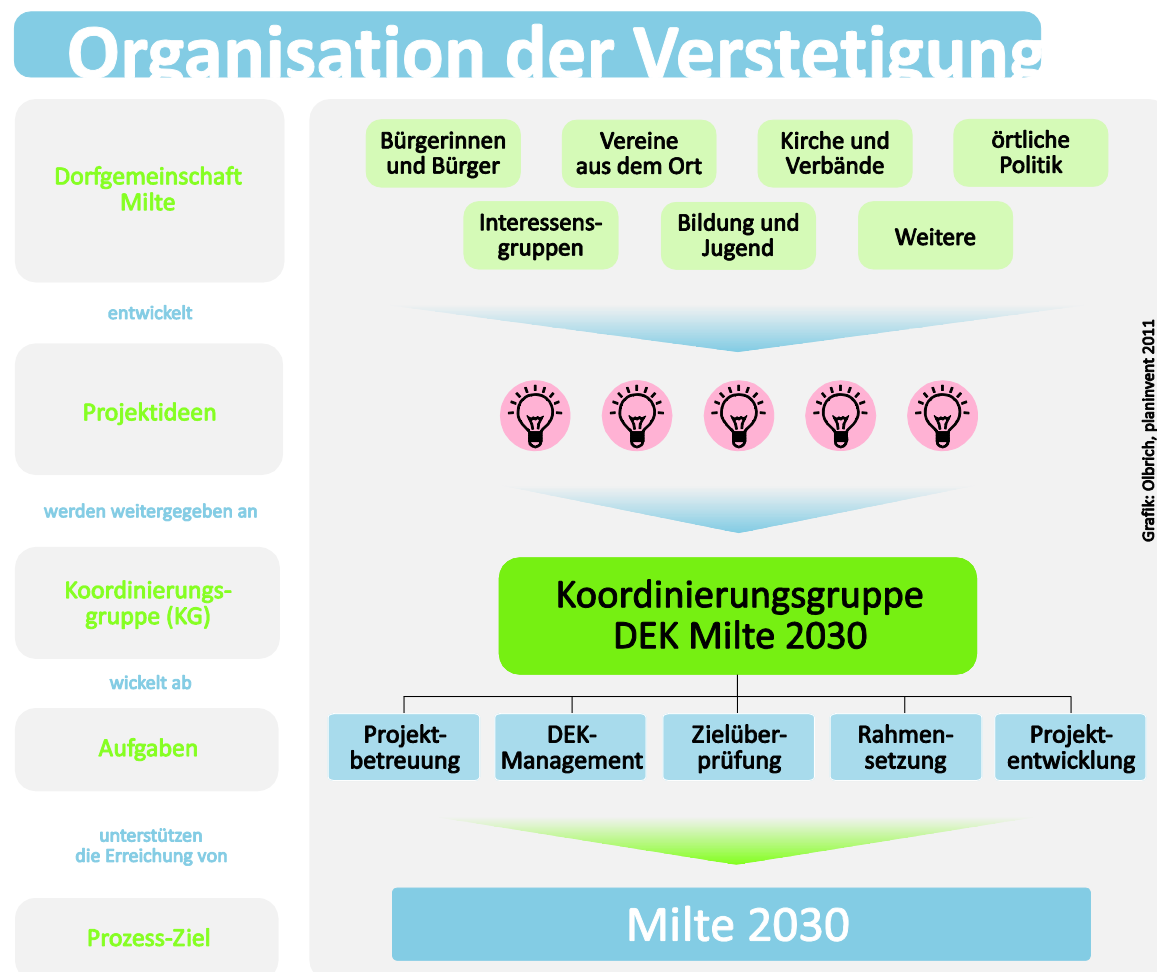 Organisation der Verstetigung
Dorfgemeinschaft
Milte
Bürgerinnen
und Bürger
Vereine
aus dem Ort
Kirche und
Verbände
örtliche
Politik
Interessens-
gruppen
Bildung und
Jugend
Weitere
entwickelt
Projektideen
werden weitergegeben an
Koordinierungs-
gruppe (KG)
Koordinierungsgruppe
DEK Milte 2030
wickelt ab
Aufgaben
Projekt-
betreuung
DEK-
Management
Zielüber-
prüfung
Rahmen-
setzung
Projekt-
entwicklung
unterstützen
die Erreichung von
Prozess-Ziel
Milte 2030
Grafik: Olbrich, planinvent 2011